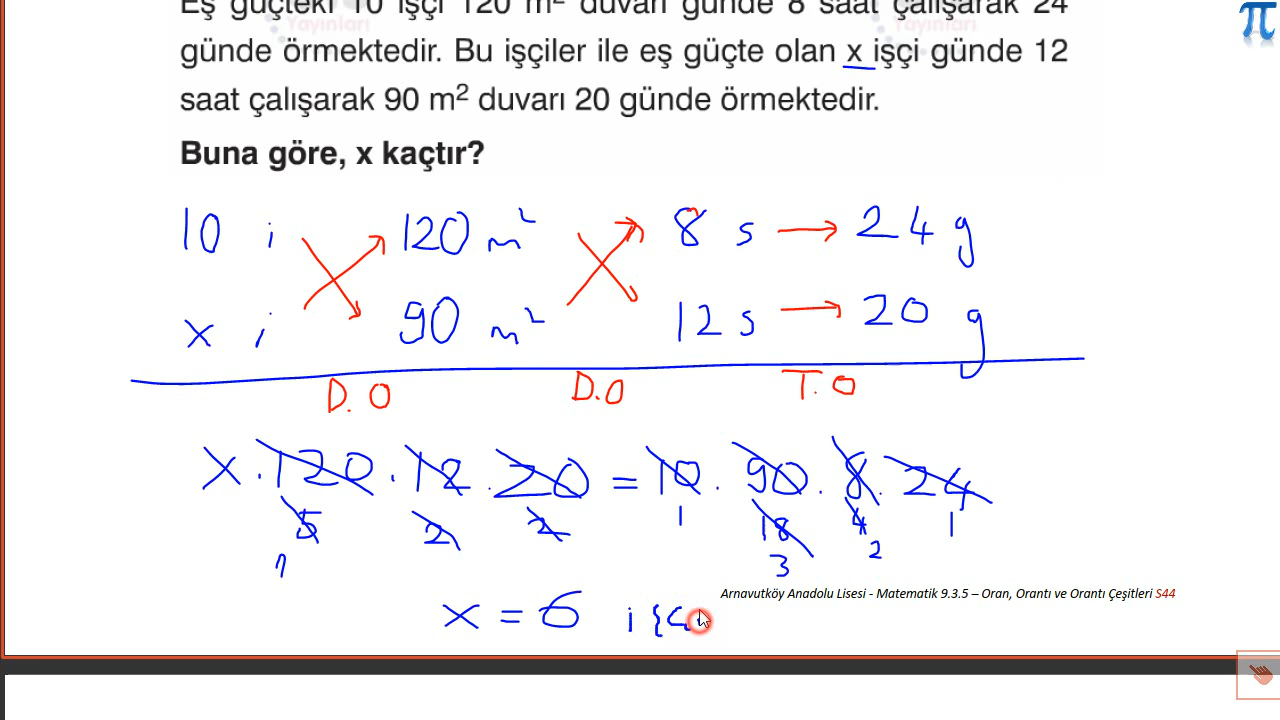 Eş güçteki 10 işçi 120 m² duvarı günde 8 saat çalışarak 24
Yayınları Yayınları
günde örmektedir. Bu işçiler ile eş güçte olan x işçi günde 12
saat çalışarak 90 m² duvarı 20 günde örmektedir.
Buna göre, x kaçtır?
10 i 120 m² 8 s → 24 g
x i 90 m² 12 s → 20 g
D.O D.O T.O
x . 120 . 12 . 20 = 10 . 90 . 8 . 24
5 2 2 1 18 4 1
1 3 2
Arnavutköy Anadolu Lisesi - Matematik 9.3.5 – Oran, Orantı ve Orantı Çeşitleri S44
x = 6
π